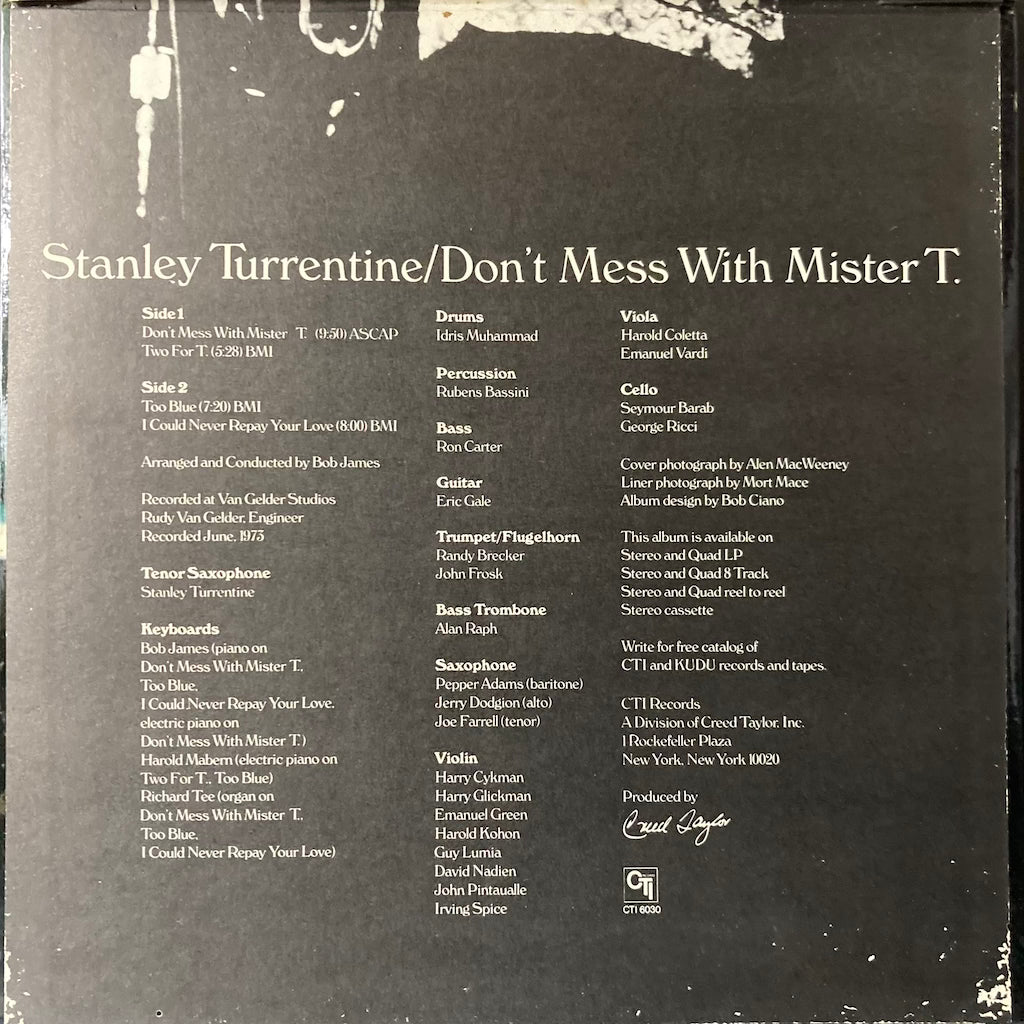 Stanley Turrentine/Don't Mess With Mister T.
Side 1
Don't Mess With Mister T. (9:50) ASCAP
Two For T. (5:28) BMI
Side 2
Too Blue (7:20) BMI
I Could Never Repay Your Love (8:00) BMI
Arranged and Conducted by Bob James
Recorded at Van Gelder Studios
Rudy Van Gelder, Engineer
Recorded June, 1973
Tenor Saxophone
Stanley Turrentine
Keyboards
Bob James (piano on
Don't Mess With Mister T.,
Too Blue,
I Could Never Repay Your Love,
electric piano on
Don't Mess With Mister T.)
Harold Mabern (electric piano on
Two For T., Too Blue)
Richard Tee (organ on
Don't Mess With Mister T.,
Too Blue,
I Could Never Repay Your Love)
Drums
Idris Muhammad
Percussion
Rubens Bassini
Bass
Ron Carter
Guitar
Eric Gale
Trumpet/Flugelhorn
Randy Brecker
John Frosk
Bass Trombone
Alan Raph
Saxophone
Pepper Adams (baritone)
Jerry Dodgion (alto)
Joe Farrell (tenor)
Violin
Harry Cykman
Harry Glickman
Emanuel Green
Harold Kohon
Guy Lumia
David Nadien
John Pintaualle
Irving Spice
Viola
Harold Coletta
Emanuel Vardi
Cello
Seymour Barab
George Ricci
Cover photograph by Alen MacWeeney
Liner photograph by Mort Mace
Album design by Bob Ciano
This album is available on
Stereo and Quad LP
Stereo and Quad 8 Track
Stereo and Quad reel to reel
Stereo cassette
Write for free catalog of
CTI and KUDU records and tapes.
CTI Records
A Division of Creed Taylor, Inc.
1 Rockefeller Plaza
New York, New York 10020
Produced by
Creed Taylor
CTI
CTI 6030